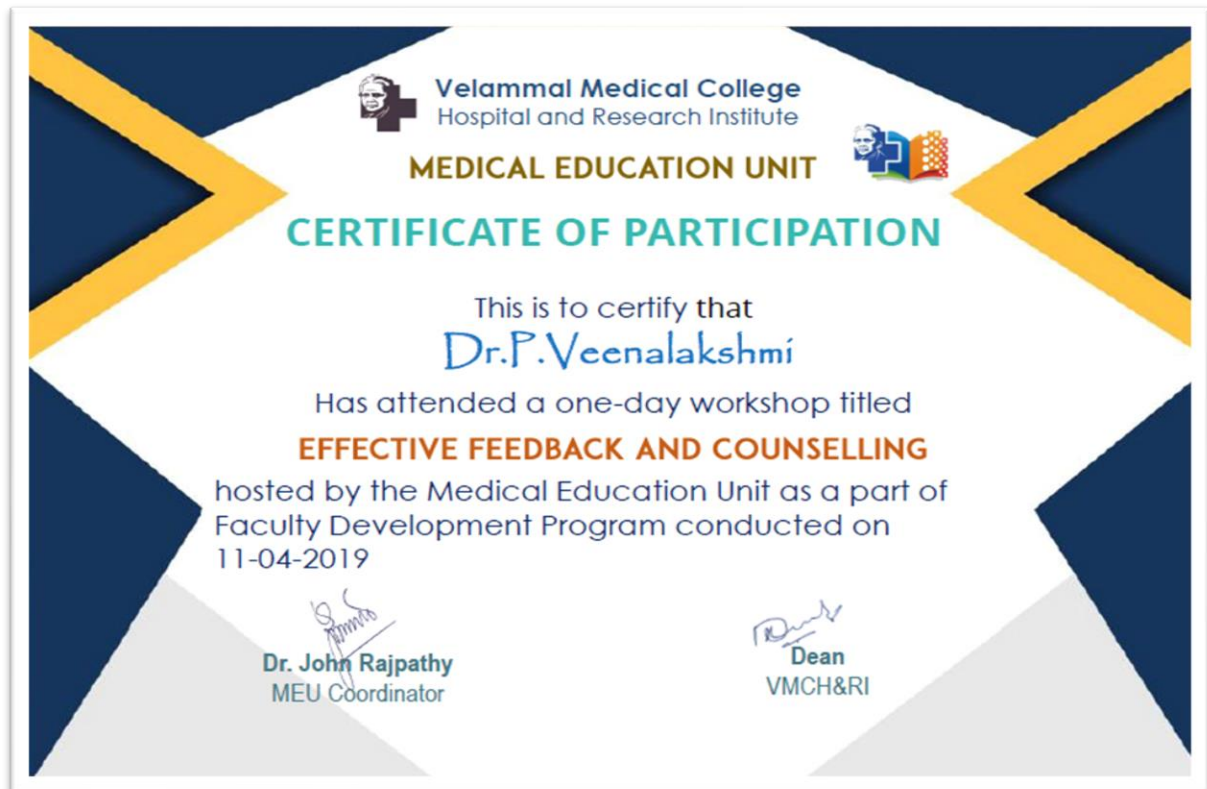 Velammal Medical College
Hospital and Research Institute
MEDICAL EDUCATION UNIT
CERTIFICATE OF PARTICIPATION
This is to certify that
Dr.P.Veenalakshmi
Has attended a one-day workshop titled
EFFECTIVE FEEDBACK AND COUNSELLING
hosted by the Medical Education Unit as a part of
Faculty Development Program conducted on
11-04-2019
Dr. John Rajpathy
MEU Coordinator
Dean
VMCH&RI